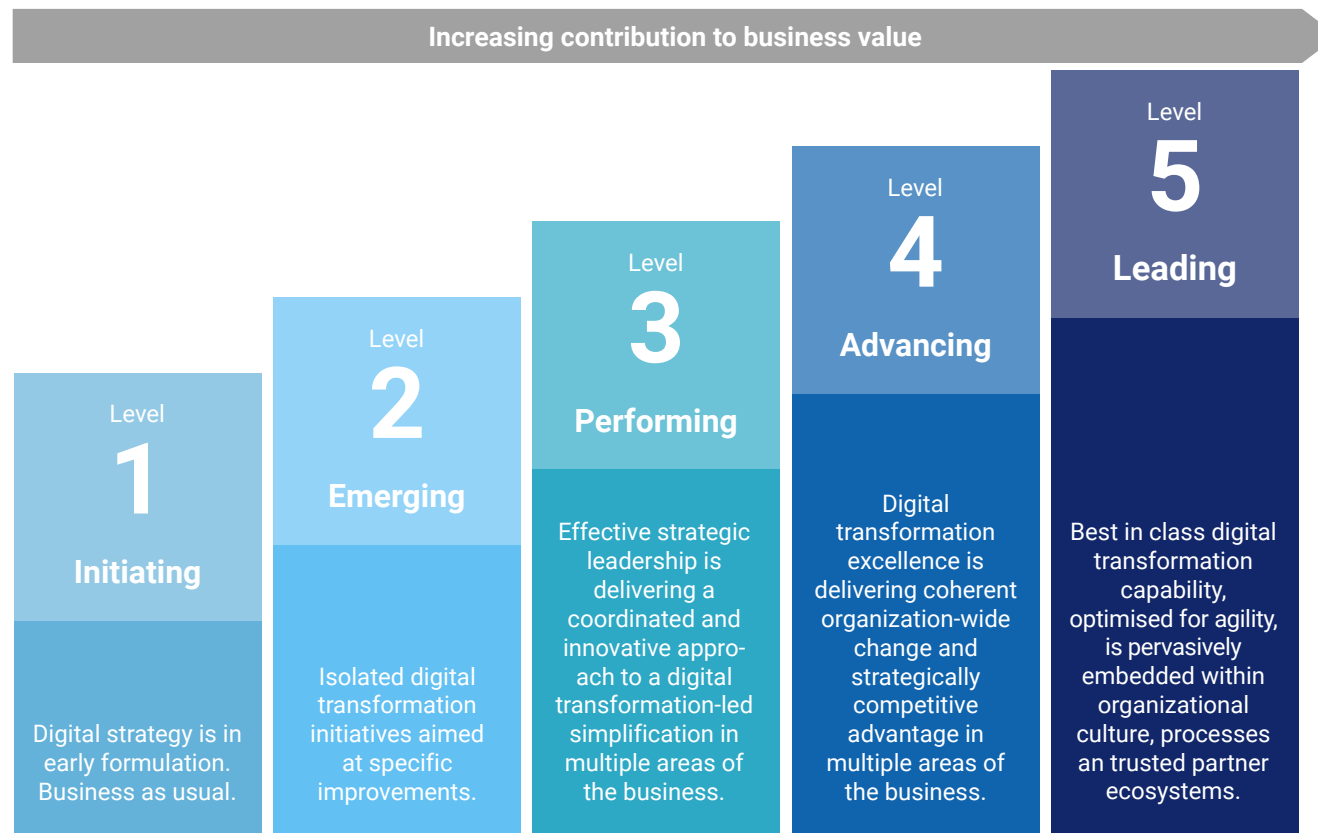 Increasing contribution to business value
Level
1
Initiating
Digital strategy is in
early formulation.
Business as usual.
Level
2
Emerging
Isolated digital
transformation
initiatives aimed
at specific
improvements.
Level
3
Performing
Effective strategic
leadership is
delivering a
coordinated and
innovative appro-
ach to a digital
transformation-led
simplification in
multiple areas of
the business.
Level
4
Advancing
Digital
transformation
excellence is
delivering coherent
organization-wide
change and
strategically
competitive
advantage in
multiple areas of
the business.
Level
5
Leading
Best in class digital
transformation
capability,
optimised for agility,
is pervasively
embedded within
organizational
culture, processes
an trusted partner
ecosystems.